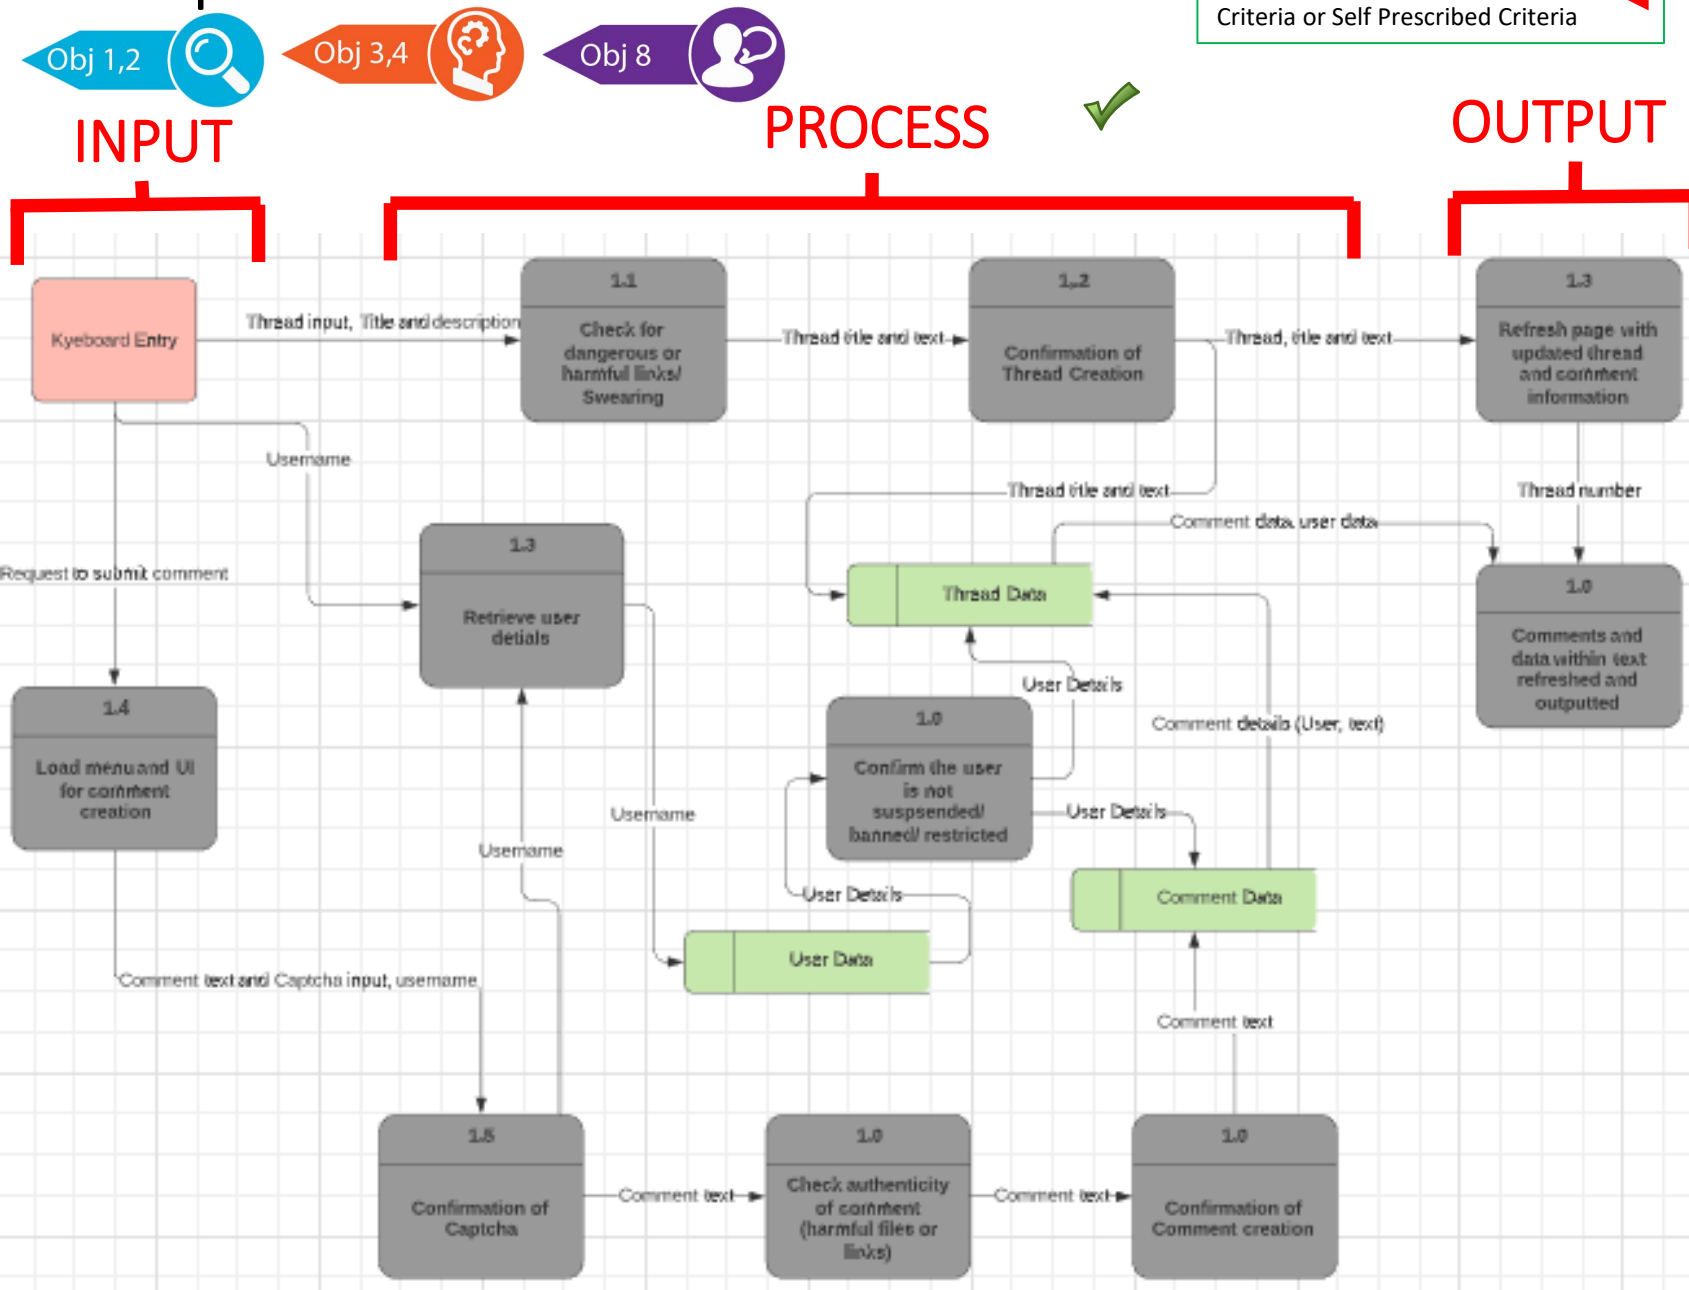 Criteria or Self Prescribed Criteria
Obj 1,2
Obj 3,4
Obj 8
INPUT
PROCESS
OUTPUT
Kyeboard Entry
Thread input, Title and description
1.1
Check for
dangerous or
harmful links/
Swearing
Thread title and text
1.2
Confirmation of
Thread Creation
Thread, title and text
1.3
Refresh page with
updated thread
and comment
information
Username
Thread title and text
Thread number
Comment data, user data
Request to submit comment
1.3
Retrieve user
detials
Thread Data
1.0
Comments and
data within text
refreshed and
outputted
User Details
1.4
Load menu and UI
for comment
creation
1.0
Confirm the user
is not
suspsended/
banned/ restricted
Comment details (User, text)
Username
User Details
Username
User Details
Comment Data
User Data
Comment text and Captcha input, username
Comment text
1.5
Confirmation of
Captcha
Comment text
1.0
Check authenticity
of comment
(harmful files or
links)
Comment text
1.0
Confirmation of
Comment creation